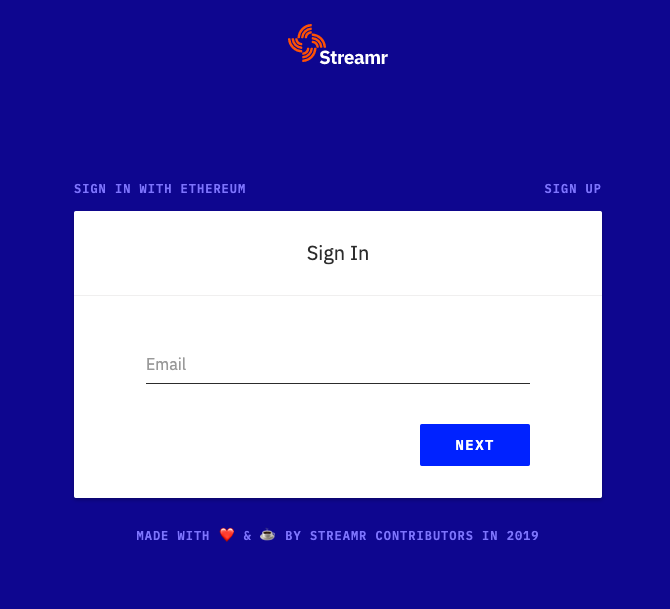 Streamr
SIGN IN WITH ETHEREUM
SIGN UP
Sign In
Email
NEXT
MADE WITH ❤️ & ☕ BY STREAMR CONTRIBUTORS IN 2019